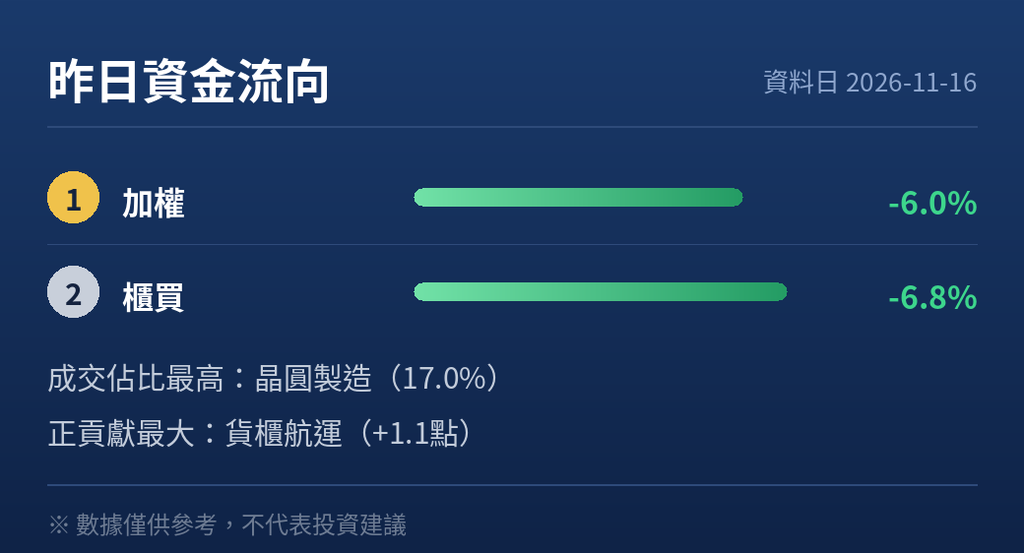 昨日資金流向
資料日 2026-11-16
1 加權 -6.0%
2 櫃買 -6.8%
成交佔比最高：晶圓製造（17.0%）
正貢獻最大：貨櫃航運（+1.1點）
※ 數據僅供參考，不代表投資建議